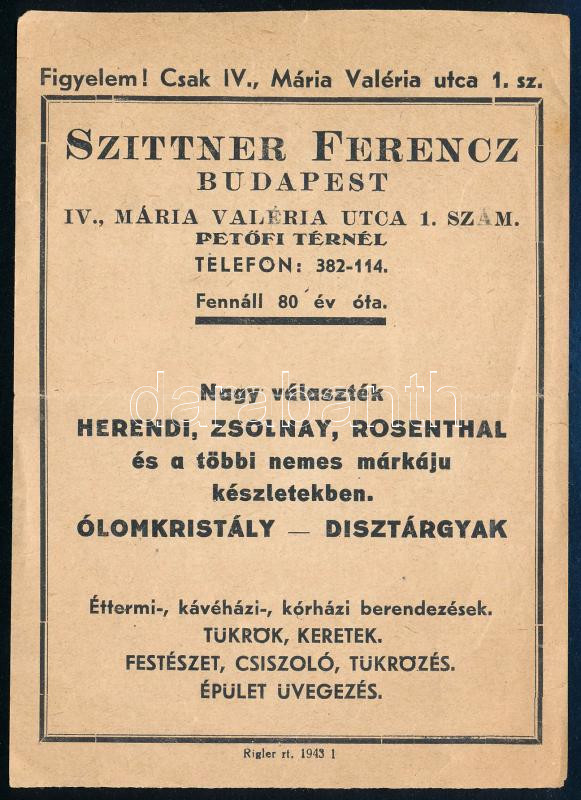 Figyelem! Csak IV., Mária Valéria utca 1. sz.
SZITTNER FERENCZ
BUDAPEST
IV., MÁRIA VALÉRIA UTCA 1. SZÁM.
PETŐFI TÉRNÉL
TELEFON: 382-114.
Fennáll 80 év óta.
Nagy választék
darabanth
HERENDI, ZSOLNAY, ROSENTHAL
és a többi nemes márkáju
készletekben.
ÓLOMKRISTÁLY — DISZTÁRGYAK
Éttermi-, kávéházi-, kórházi berendezések.
TÜKRÖK, KERETEK.
FESTÉSZET, CSISZOLÓ, TÜKRÖZÉS.
ÉPÜLET ÜVEGEZÉS.
Rigler rt. 1943 1